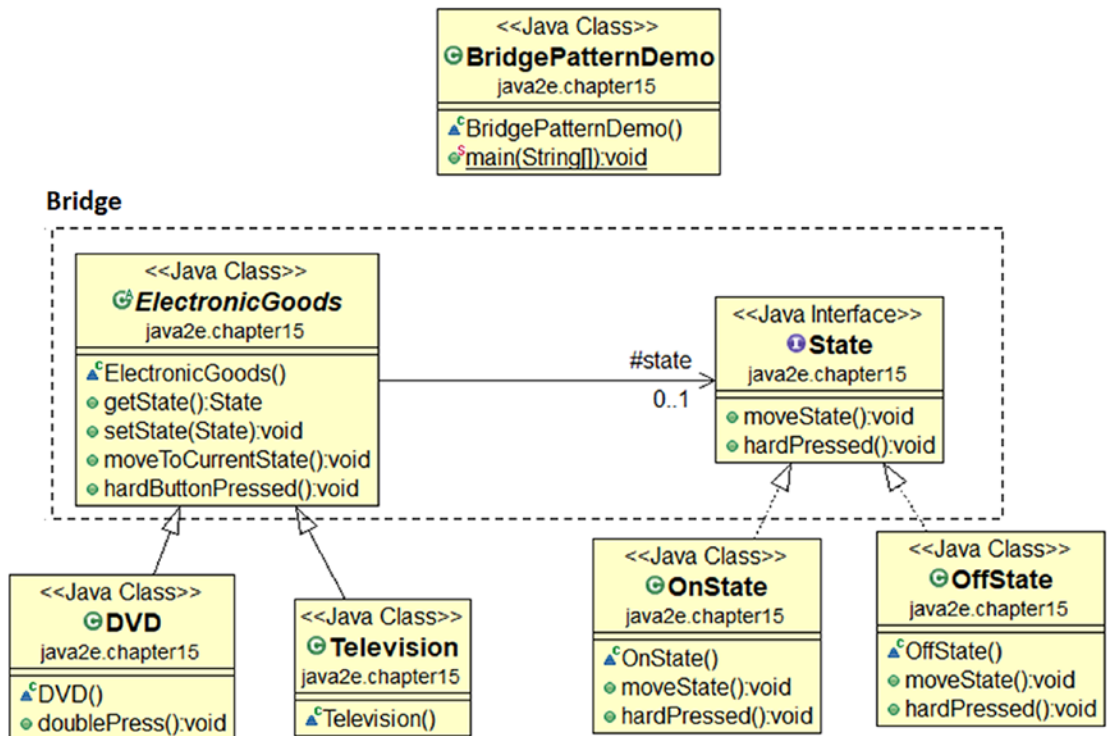 <<Java Class>>
BridgePatternDemo
java2e.chapter15
BridgePatternDemo()
main(String[]):void
Bridge
<<Java Class>>
ElectronicGoods
java2e.chapter15
ElectronicGoods()
getState():State
setState(State):void
moveToCurrentState():void
hardButtonPressed():void
#state
0..1
<<Java Interface>>
State
java2e.chapter15
moveState():void
hardPressed():void
<<Java Class>>
DVD
java2e.chapter15
DVD()
doublePress():void
<<Java Class>>
Television
java2e.chapter15
Television()
<<Java Class>>
OnState
java2e.chapter15
OnState()
moveState():void
hardPressed():void
<<Java Class>>
OffState
java2e.chapter15
OffState()
moveState():void
hardPressed():void